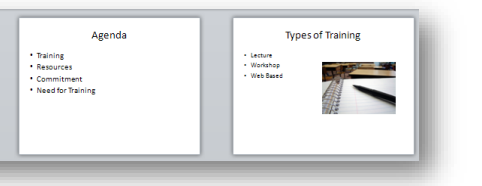 Agenda
• Training
• Resources
• Commitment
• Need for Training
Types of Training
• Lecture
• Workshop
• Web Based